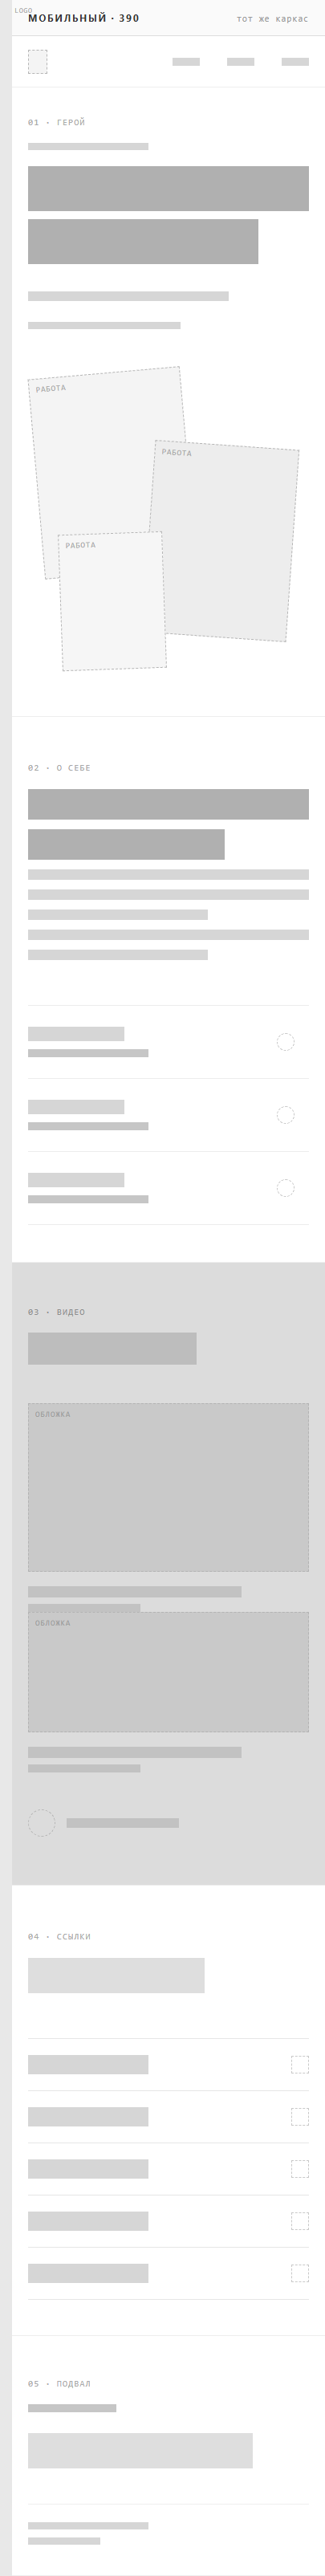 LOGO
МОБИЛЬНЫЙ · 390
тот же каркас
01 · ГЕРОЙ
РАБОТА
РАБОТА
РАБОТА
02 · О СЕБЕ
03 · ВИДЕО
ОБЛОЖКА
ОБЛОЖКА
04 · ССЫЛКИ
05 · ПОДВАЛ